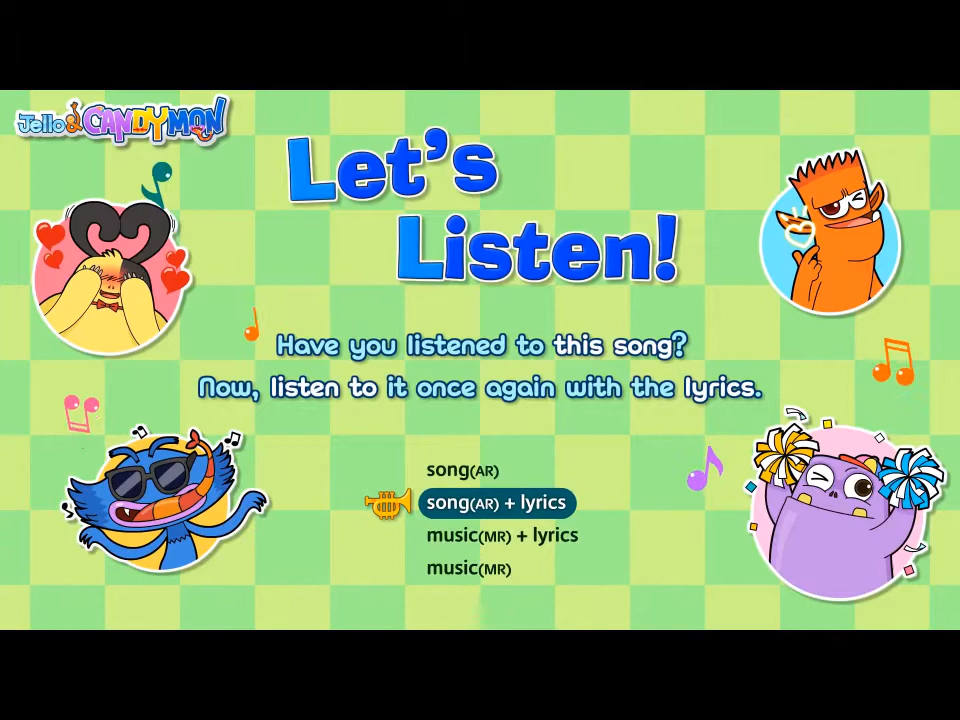 Jello & CANDYMON
Let's
Listen!
Have you listened to this song?
Now, listen to it once again with the lyrics.
song(AR)
song(AR) + lyrics
music(MR) + lyrics
music(MR)